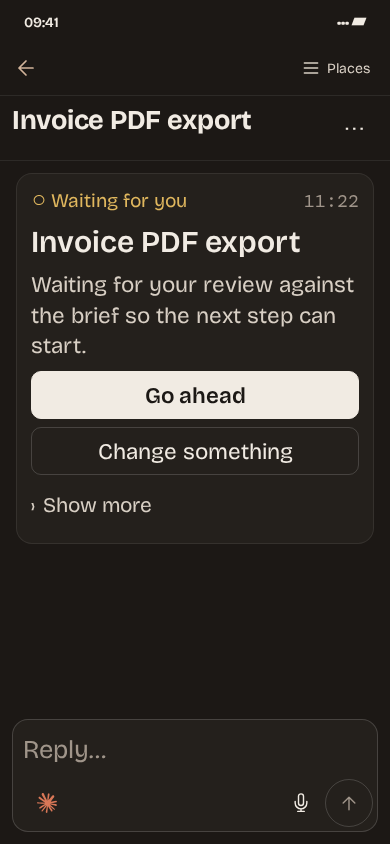 09:41
Places
Invoice PDF export
...
Waiting for you
11:22
Invoice PDF export
Waiting for your review against
the brief so the next step can
start.
Go ahead
Change something
Show more
Reply...